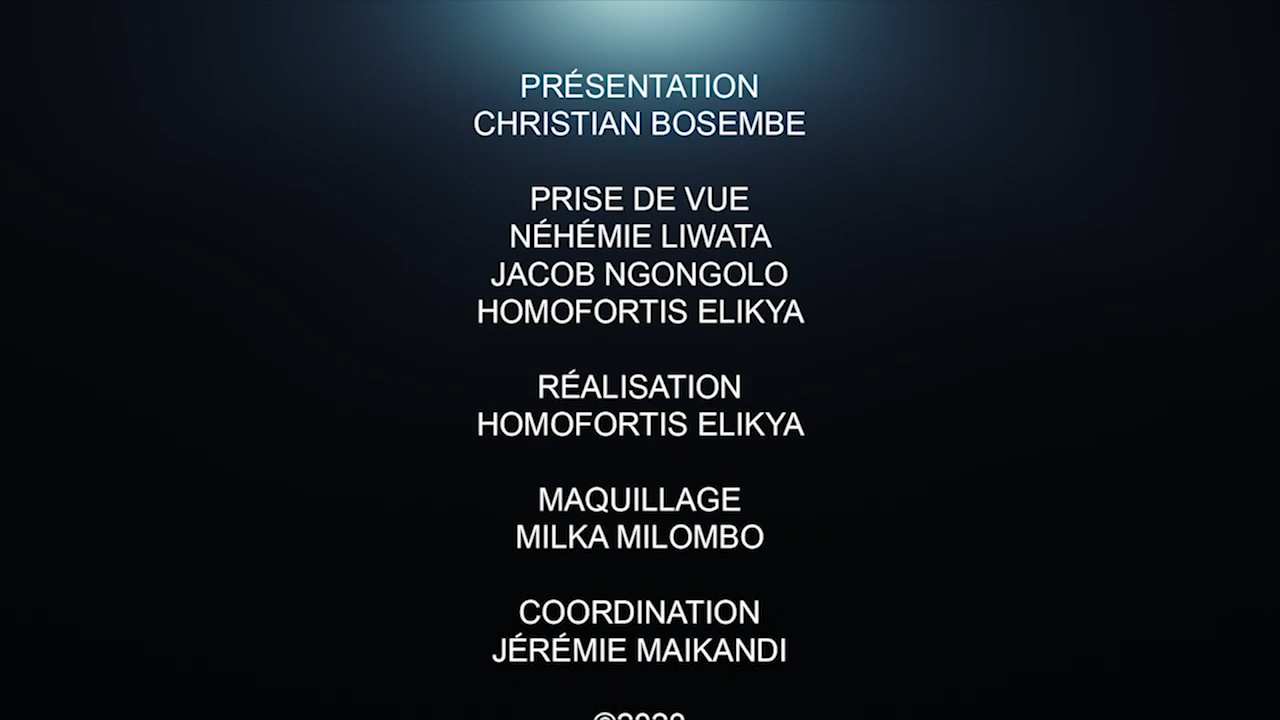 PRÉSENTATION
CHRISTIAN BOSEMBE
PRISE DE VUE
NÉHÉMIE LIWATA
JACOB NGONGOLO
HOMOFORTIS ELIKYA
RÉALISATION
HOMOFORTIS ELIKYA
MAQUILLAGE
MILKA MILOMBO
COORDINATION
JÉRÉMIE MAIKANDI